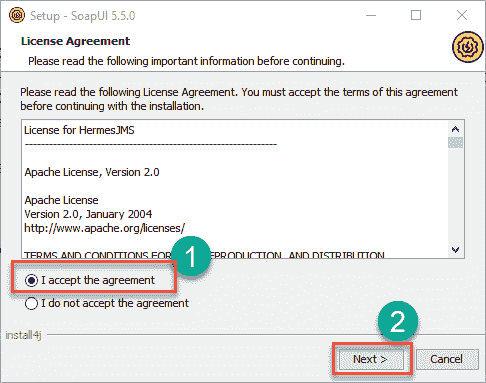 Setup - SoapUI 5.5.0
License Agreement
Please read the following important information before continuing.
Please read the following License Agreement. You must accept the terms of this agreement
before continuing with the installation.
License for HermesJMS
--------------------------------------------------------------
Apache License, Version 2.0
Apache License
Version 2.0, January 2004
http://www.apache.org/licenses/
TERMS AND CONDITIONS FOR EPRODUCTION, AND DISTRIBUTION
1
I accept the agreement
I do not accept the agreement
install4j
2
Next >
Cancel